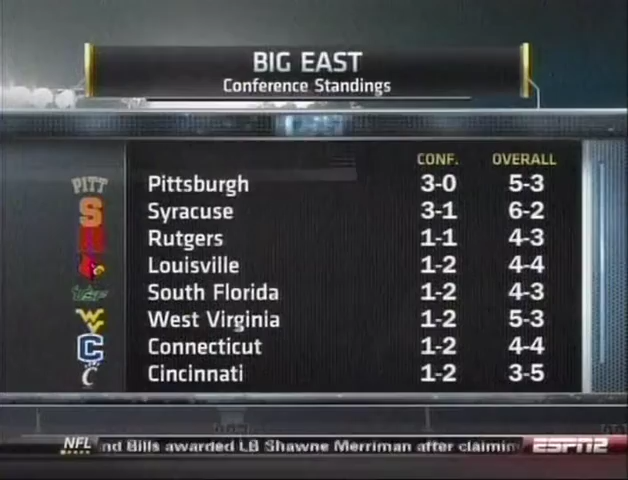 BIG EAST
Conference Standings
CONF. OVERALL
PITT Pittsburgh 3-0 5-3
S Syracuse 3-1 6-2
R Rutgers 1-1 4-3
Louisville 1-2 4-4
South Florida 1-2 4-3
WV West Virginia 1-2 5-3
C Connecticut 1-2 4-4
C Cincinnati 1-2 3-5
NFL nd Bills awarded LB Shawne Merriman after claimin ESPN2